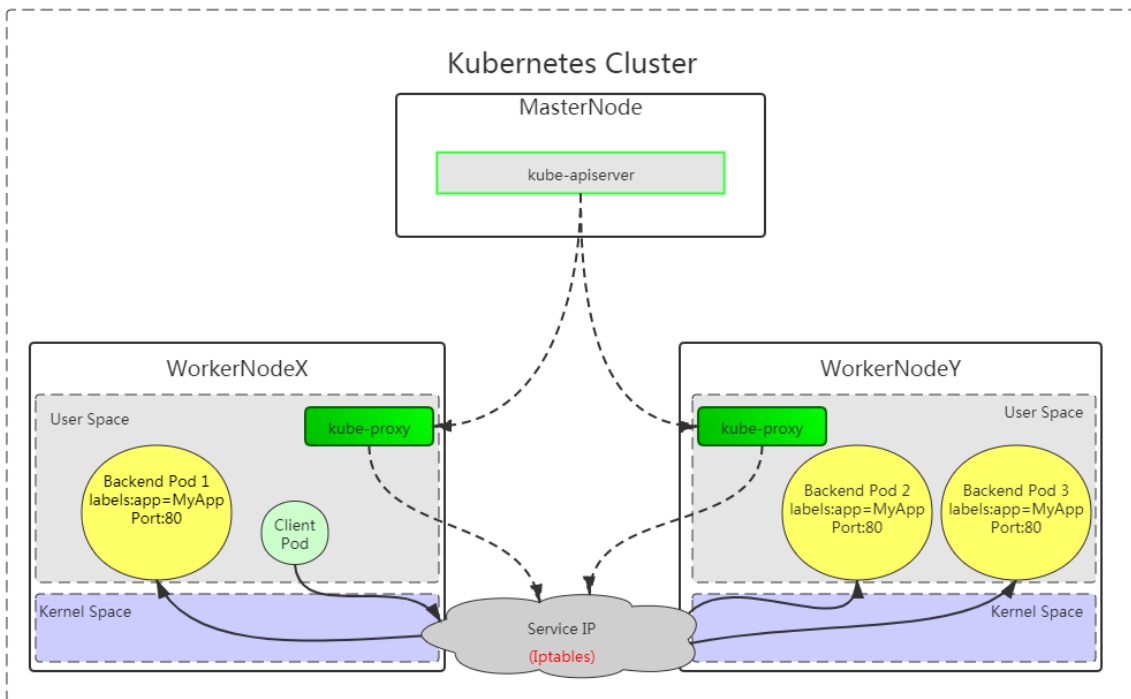 Kubernetes Cluster
MasterNode
kube-apiserver
WorkerNodeX
User Space
kube-proxy
Backend Pod 1
labels:app=MyApp
Port:80
Client
Pod
Kernel Space
WorkerNodeY
User Space
kube-proxy
Backend Pod 2
labels:app=MyApp
Port:80
Backend Pod 3
labels:app=MyApp
Port:80
Kernel Space
Service IP
(Iptables)